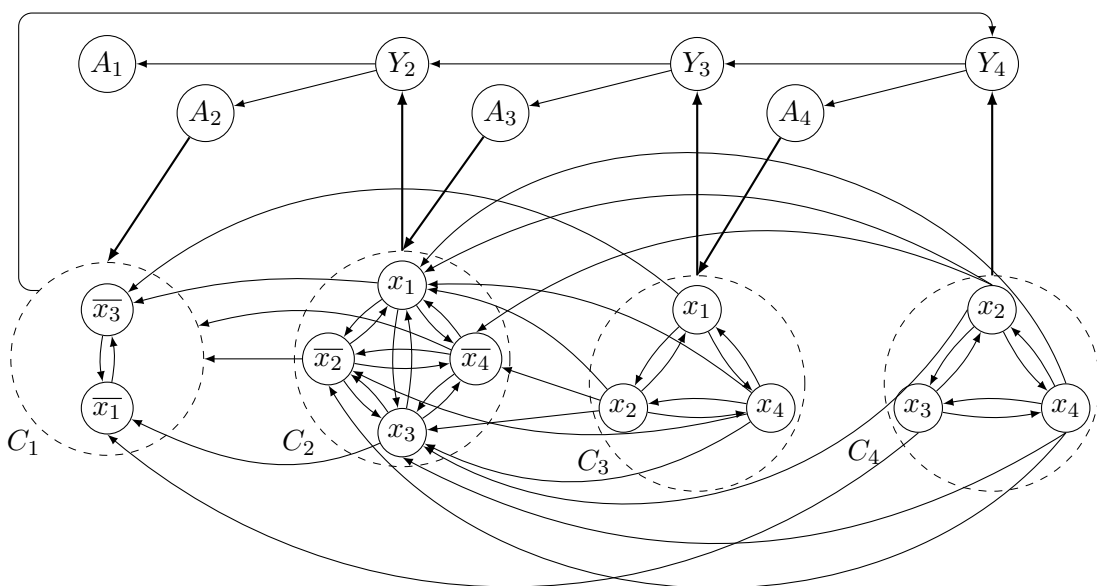 A₁ Y₂ Y₃ Y₄
A₂ A₃ A₄
x̅₃ x₁ x₁ x₂
x̅₂ x̅₄
x̅₁ x₂ x₄ x₃ x₄
x₃
C₁ C₂ C₃ C₄